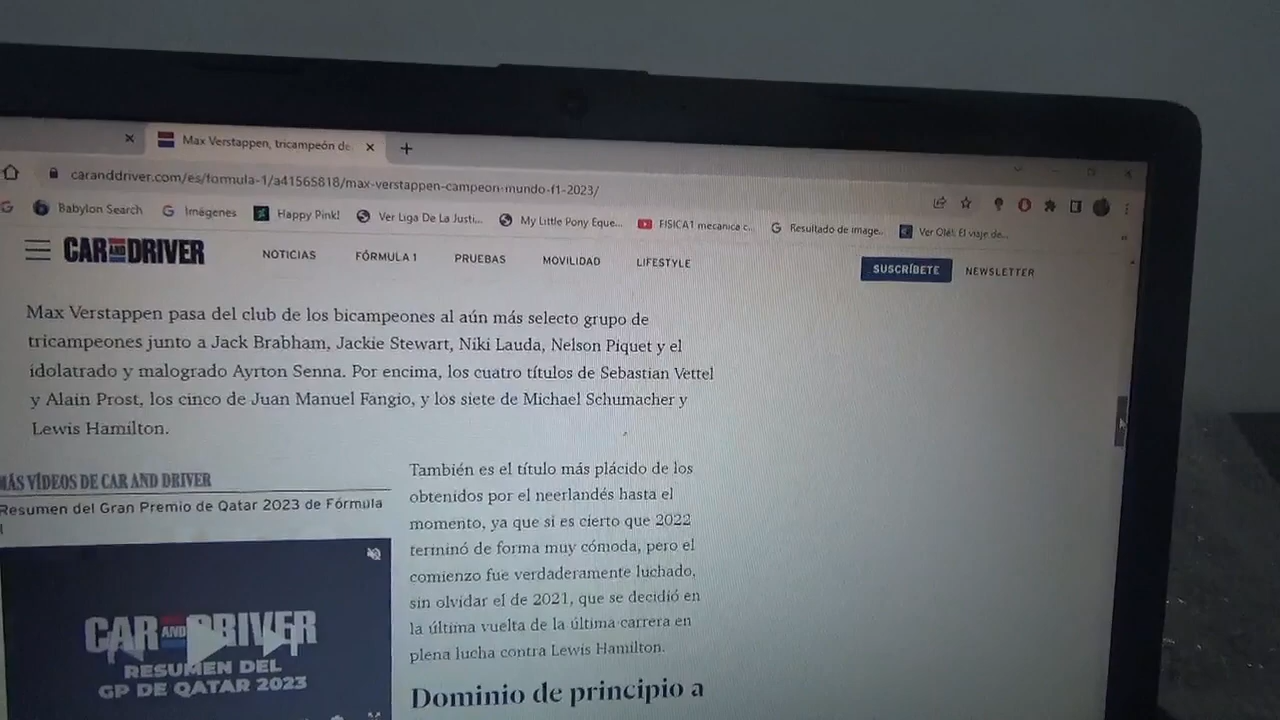 Max Verstappen, tricampeón de
caranddriver.com/es/formula-1/a41565818/max-verstappen-campeon-mundo-f1-2023/
Babylon Search
Imágenes
Happy Pink!
Ver Liga De La Justi...
My Little Pony Eque...
FISICA1 mecanica c...
Resultado de image...
Ver Olé!. El viaje de...
CAR AND DRIVER
NOTICIAS
FÓRMULA 1
PRUEBAS
MOVILIDAD
LIFESTYLE
SUSCRÍBETE
NEWSLETTER
Max Verstappen pasa del club de los bicampeones al aún más selecto grupo de
tricampeones junto a Jack Brabham, Jackie Stewart, Niki Lauda, Nelson Piquet y el
idolatrado y malogrado Ayrton Senna. Por encima, los cuatro títulos de Sebastian Vettel
y Alain Prost, los cinco de Juan Manuel Fangio, y los siete de Michael Schumacher y
Lewis Hamilton.
MÁS VÍDEOS DE CAR AND DRIVER
Resumen del Gran Premio de Qatar 2023 de Fórmula
1
CAR AND DRIVER
RESUMEN DEL
GP DE QATAR 2023
También es el título más plácido de los
obtenidos por el neerlandés hasta el
momento, ya que si es cierto que 2022
terminó de forma muy cómoda, pero el
comienzo fue verdaderamente luchado,
sin olvidar el de 2021, que se decidió en
la última vuelta de la última carrera en
plena lucha contra Lewis Hamilton.
Dominio de principio a